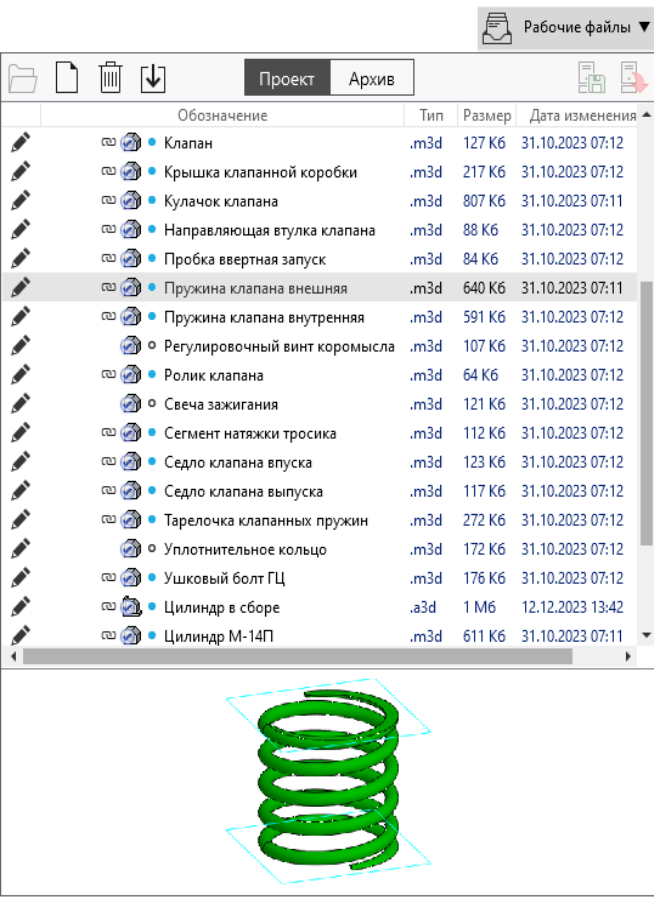 Рабочие файлы ▼
Проект Архив
Обозначение Тип Размер Дата изменения
Клапан .m3d 127 Кб 31.10.2023 07:12
Крышка клапанной коробки .m3d 217 Кб 31.10.2023 07:12
Кулачок клапана .m3d 807 Кб 31.10.2023 07:11
Направляющая втулка клапана .m3d 88 Кб 31.10.2023 07:12
Пробка ввертная запуск .m3d 84 Кб 31.10.2023 07:12
Пружина клапана внешняя .m3d 640 Кб 31.10.2023 07:11
Пружина клапана внутренняя .m3d 591 Кб 31.10.2023 07:12
Регулировочный винт коромысла .m3d 107 Кб 31.10.2023 07:12
Ролик клапана .m3d 64 Кб 31.10.2023 07:12
Свеча зажигания .m3d 121 Кб 31.10.2023 07:12
Сегмент натяжки тросика .m3d 112 Кб 31.10.2023 07:12
Седло клапана впуска .m3d 123 Кб 31.10.2023 07:12
Седло клапана выпуска .m3d 117 Кб 31.10.2023 07:12
Тарелочка клапанных пружин .m3d 272 Кб 31.10.2023 07:12
Уплотнительное кольцо .m3d 172 Кб 31.10.2023 07:12
Ушковый болт ГЦ .m3d 176 Кб 31.10.2023 07:12
Цилиндр в сборе .a3d 1 Мб 12.12.2023 13:42
Цилиндр М-14П .m3d 611 Кб 31.10.2023 07:11